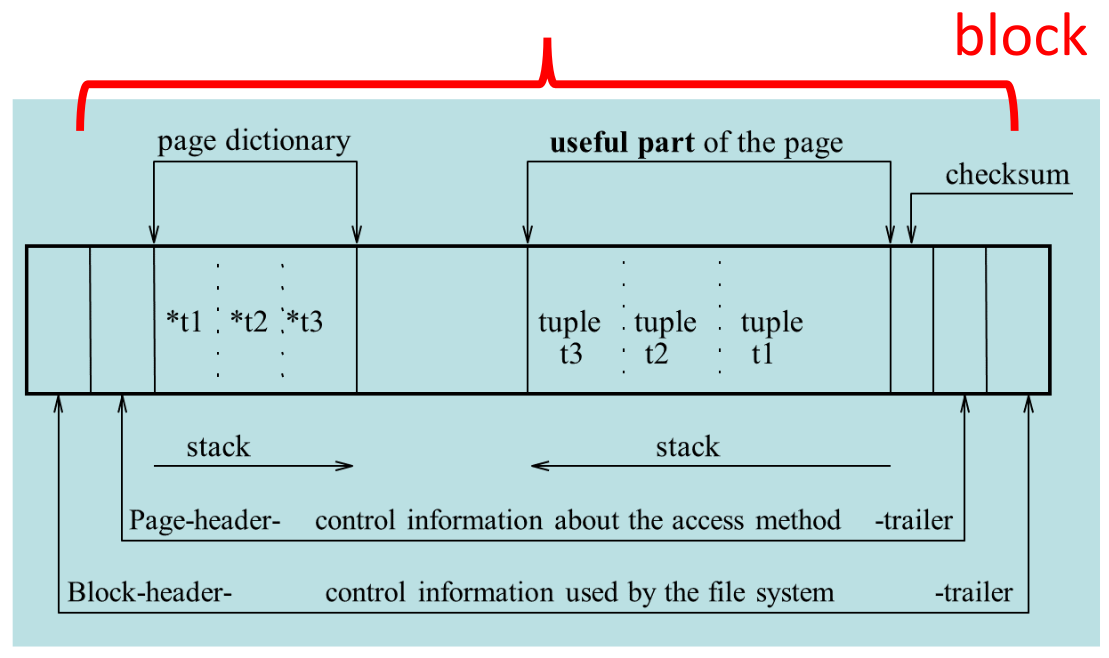 block
page dictionary
useful part of the page
checksum
*t1 *t2 *t3
tuple tuple tuple
t3 t2 t1
stack stack
Page-header- control information about the access method -trailer
Block-header- control information used by the file system -trailer